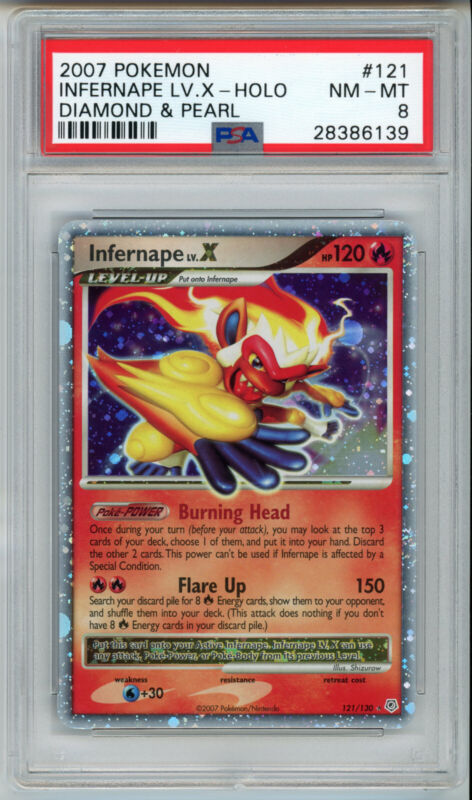 2007 POKEMON #121
INFERNAPE LV.X - HOLO NM - MT
DIAMOND & PEARL 8
PSA 28386139
Infernape LV.X HP 120
LEVEL-UP Put onto Infernape
Poké-POWER Burning Head
Once during your turn (before your attack), you may look at the top 3
cards of your deck, choose 1 of them, and put it into your hand. Discard
the other 2 cards. This power can't be used if Infernape is affected by a
Special Condition.
Flare Up 150
Search your discard pile for 8 Energy cards, show them to your opponent,
and shuffle them into your deck. (This attack does nothing if you don't
have 8 Energy cards in your discard pile.)
Put this card onto your Active Infernape. Infernape LV.X can use
any attack, Poké-Power, or Poké-Body from its previous Level.
Illus. Shizurow
weakness resistance retreat cost
+30
©2007 Pokémon/Nintendo 121/130